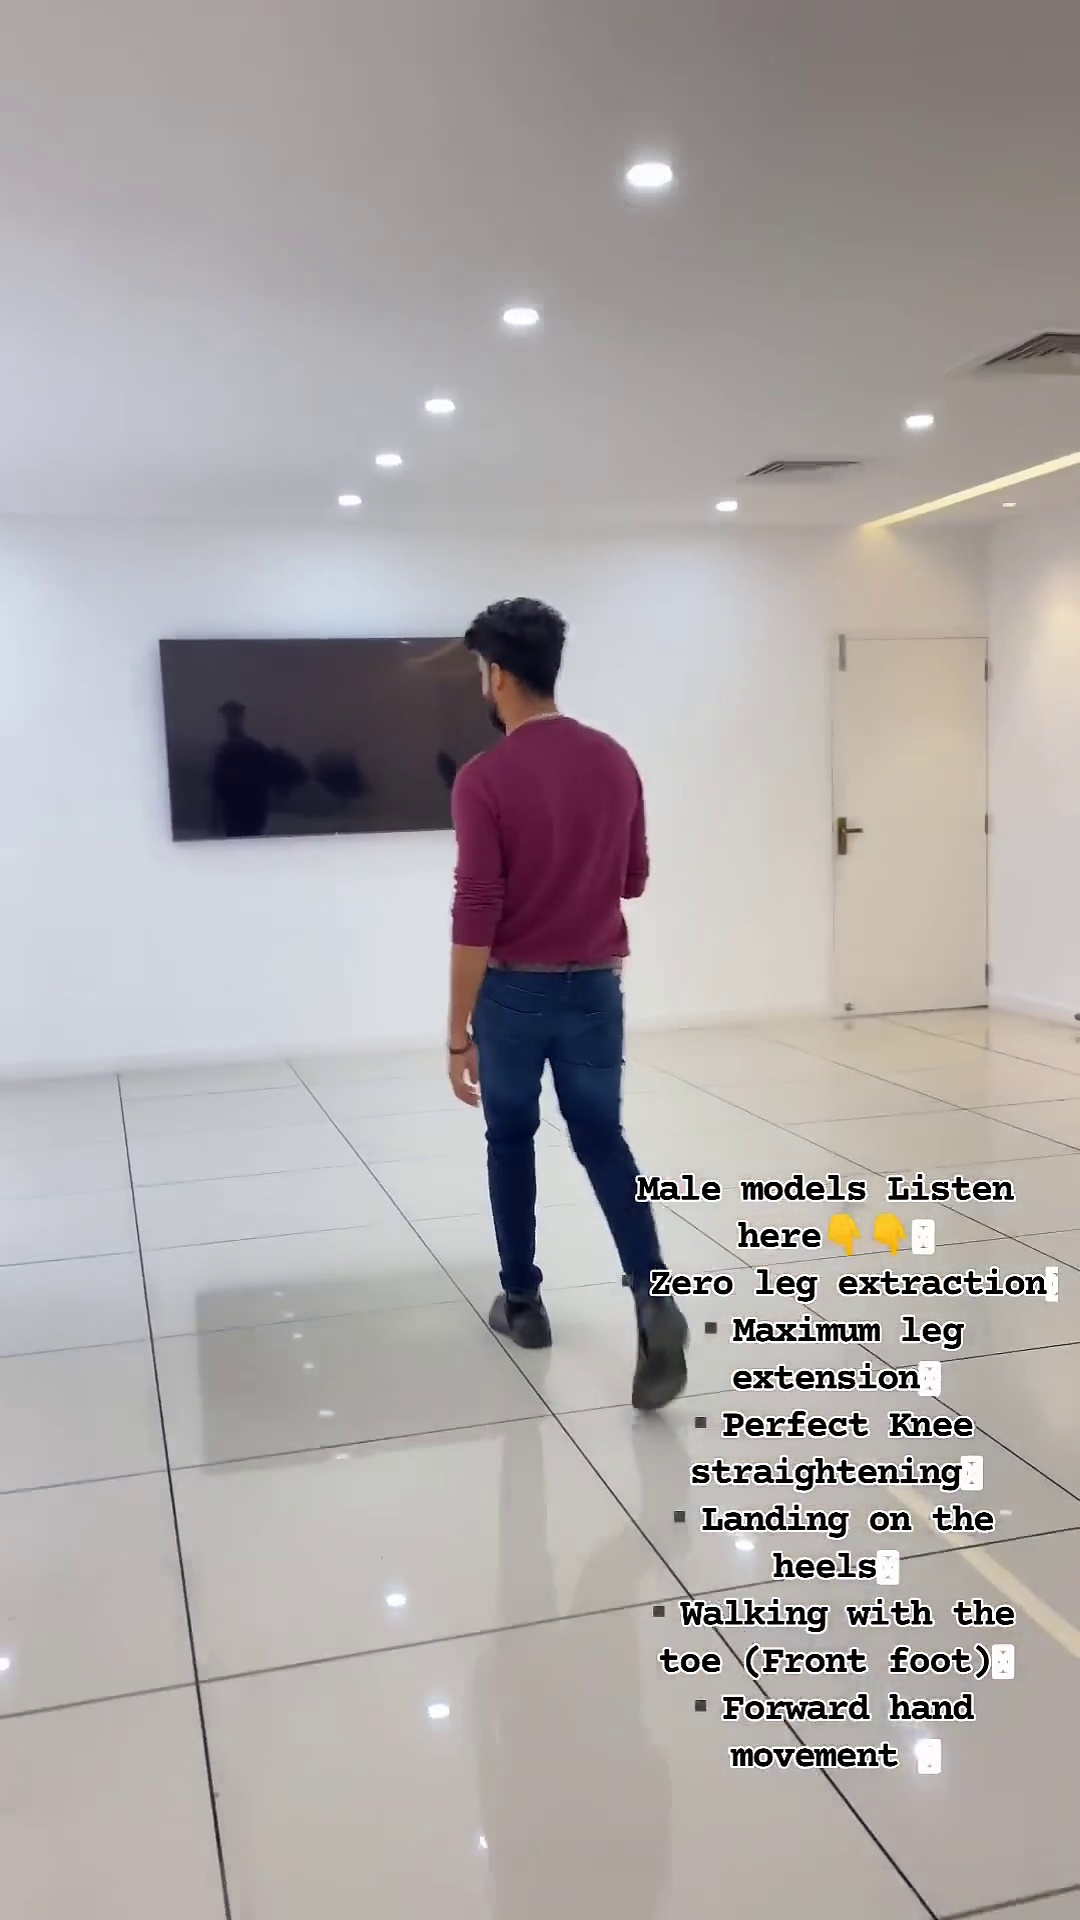 Male models Listen
here👇👇
▪ Zero leg extraction
▪ Maximum leg
extension
▪ Perfect Knee
straightening
▪ Landing on the
heels
▪ Walking with the
toe (Front foot)
▪ Forward hand
movement